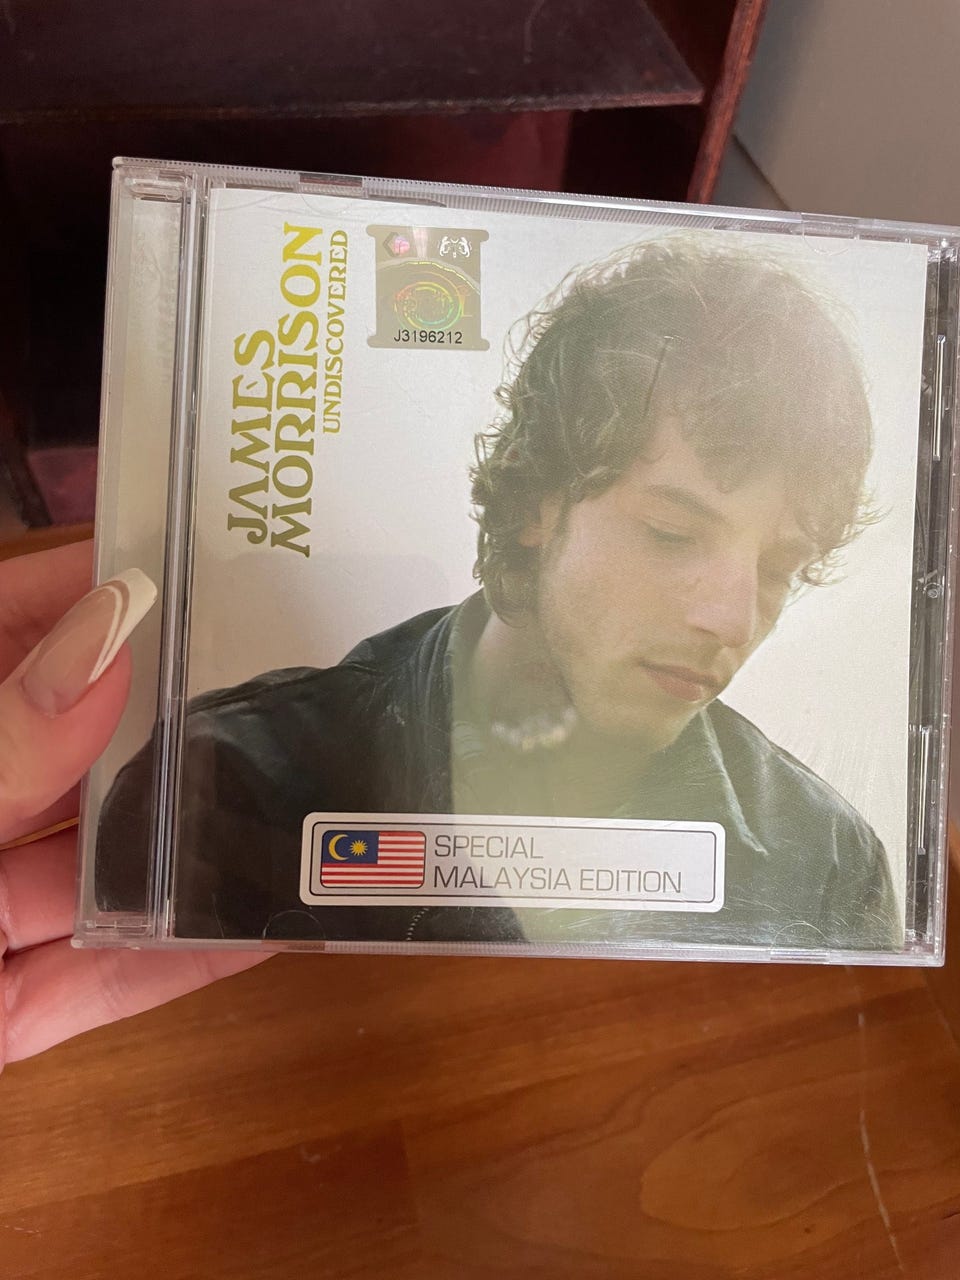 JAMES
MORRISON
UNDISCOVERED
J3196212
SPECIAL
MALAYSIA EDITION